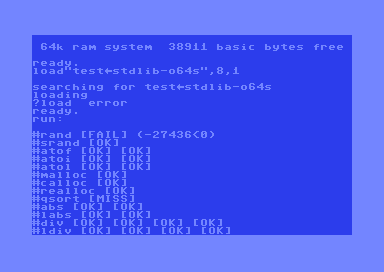 64k ram system  38911 basic bytes free
ready.
load"test←stdlib-o64s",8,1
searching for test←stdlib-o64s
loading
?load  error
ready.
run:
#rand [FAIL] (-27436<0)
#srand [OK]
#atof [OK] [OK]
#atoi [OK] [OK]
#atol [OK] [OK]
#malloc [OK]
#calloc [OK]
#realloc [OK]
#qsort [MISS]
#abs [OK] [OK]
#labs [OK] [OK]
#div [OK] [OK] [OK] [OK]
#ldiv [OK] [OK] [OK] [OK]